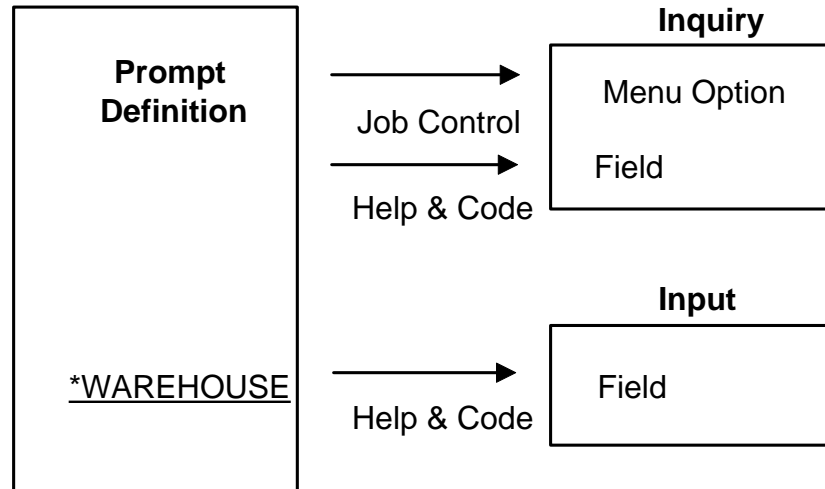 Prompt
Definition
*WAREHOUSE
Job Control
Help & Code
Help & Code
Inquiry
Menu Option
Field
Input
Field